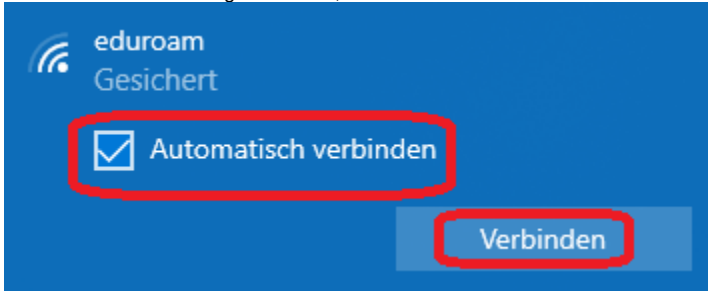 eduroam
Gesichert
Automatisch verbinden
Verbinden